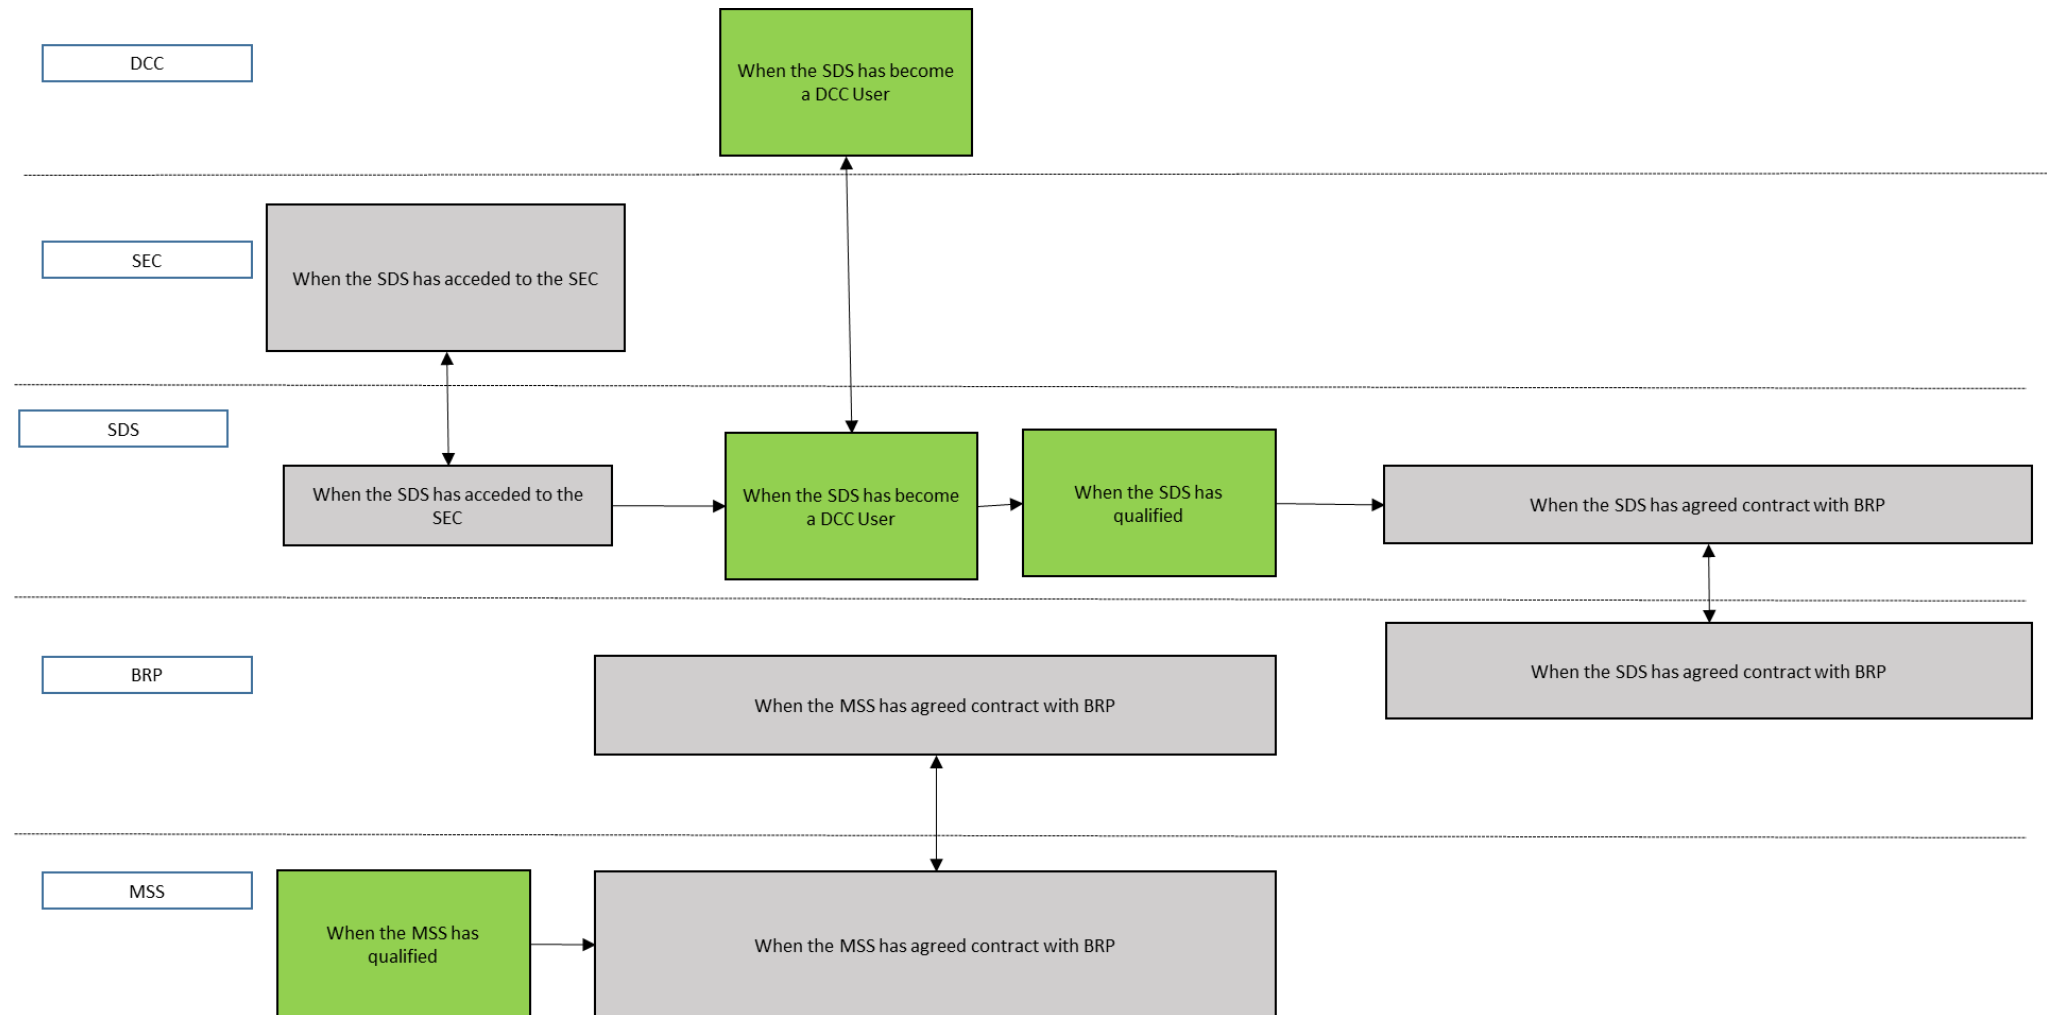 DCC
When the SDS has become
a DCC User
SEC
When the SDS has acceded to the SEC
SDS
When the SDS has acceded to the
SEC
When the SDS has become
a DCC User
When the SDS has
qualified
When the SDS has agreed contract with BRP
BRP
When the MSS has agreed contract with BRP
When the SDS has agreed contract with BRP
MSS
When the MSS has
qualified
When the MSS has agreed contract with BRP